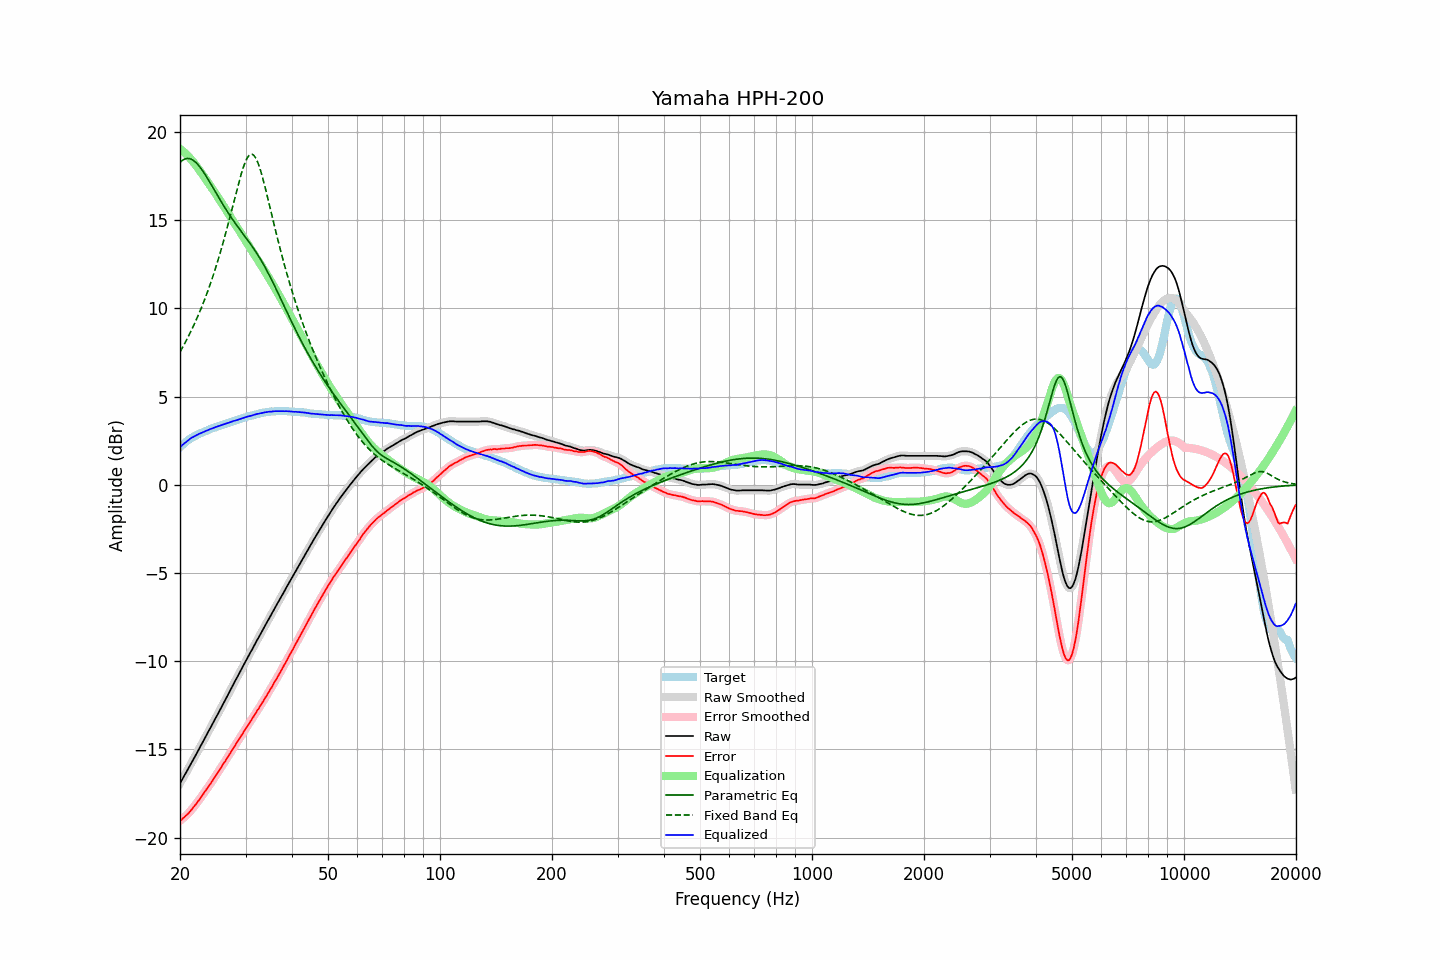 Yamaha HPH-200
Amplitude (dBr)
20
15
10
5
0
−5
−10
−15
−20
Target
Raw Smoothed
Error Smoothed
Raw
Error
Equalization
Parametric Eq
Fixed Band Eq
Equalized
20 50 100 200 500 1000 2000 5000 10000 20000
Frequency (Hz)